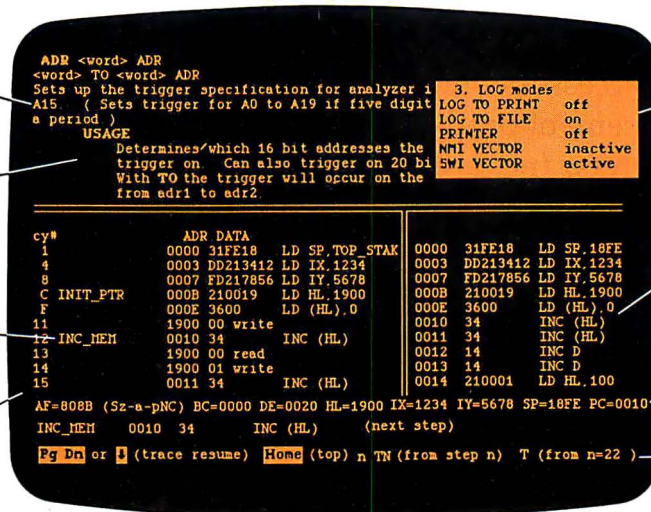 ADR <word> ADR
<word> TO <word> ADR
Sets up the trigger specification for analyzer i
A15. ( Sets trigger for A0 to A19 if five digit
a period )
USAGE
Determines which 16 bit addresses the
trigger on. Can also trigger on 20 bi
With TO the trigger will occur on the
from adr1 to adr2.
3. LOG modes
LOG TO PRINT off
LOG TO FILE on
PRINTER off
NMI VECTOR inactive
SWI VECTOR active
cy# ADR DATA
1 0000 31FE18 LD SP,TOP_STAK
4 0003 DD213412 LD IX,1234
8 0007 FD217856 LD IY,5678
C INIT_PTR 000B 210019 LD HL,1900
F 000E 3600 LD (HL),0
11 1900 00 write
12 INC_MEM 0010 34 INC (HL)
13 1900 00 read
14 1900 01 write
15 0011 34 INC (HL)
0000 31FE18 LD SP,18FE
0003 DD213412 LD IX,1234
0007 FD217856 LD IY,5678
000B 210019 LD HL,1900
000E 3600 LD (HL),0
0010 34 INC (HL)
0011 34 INC (HL)
0012 14 INC D
0013 14 INC D
0014 210001 LD HL,100
AF=808B (Sz-a-pNC) BC=0000 DE=0020 HL=1900 IX=1234 IY=5678 SP=18FE PC=0010
INC_MEM 0010 34 INC (HL) (next step)
Pg Dn or ↓ (trace resume) Home (top) n TN (from step n) T (from n=22 )